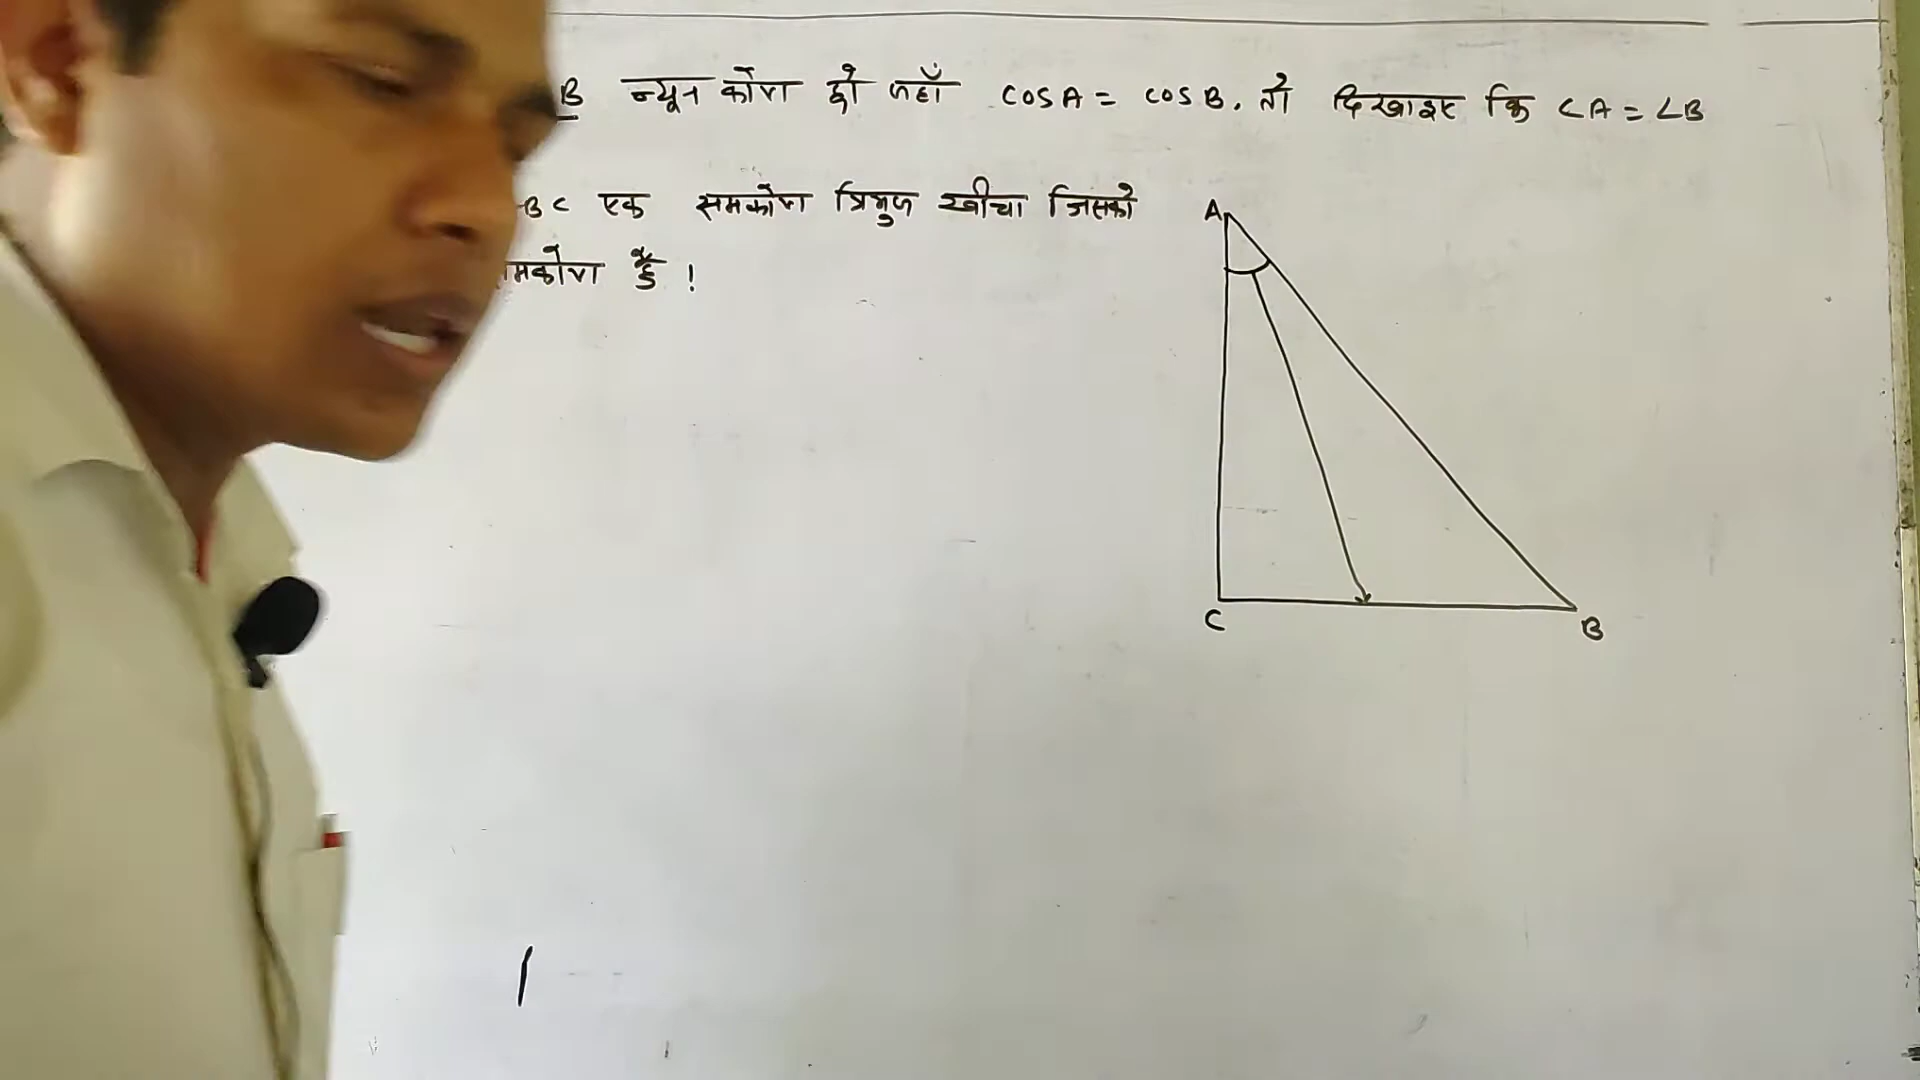 B न्यून कोण हो जहाँ cos A = cos B. तो दिखाइए कि ∠A = ∠B
BC एक समकोण त्रिभुज खींचा जिसको
मकोण है !
A
C
B